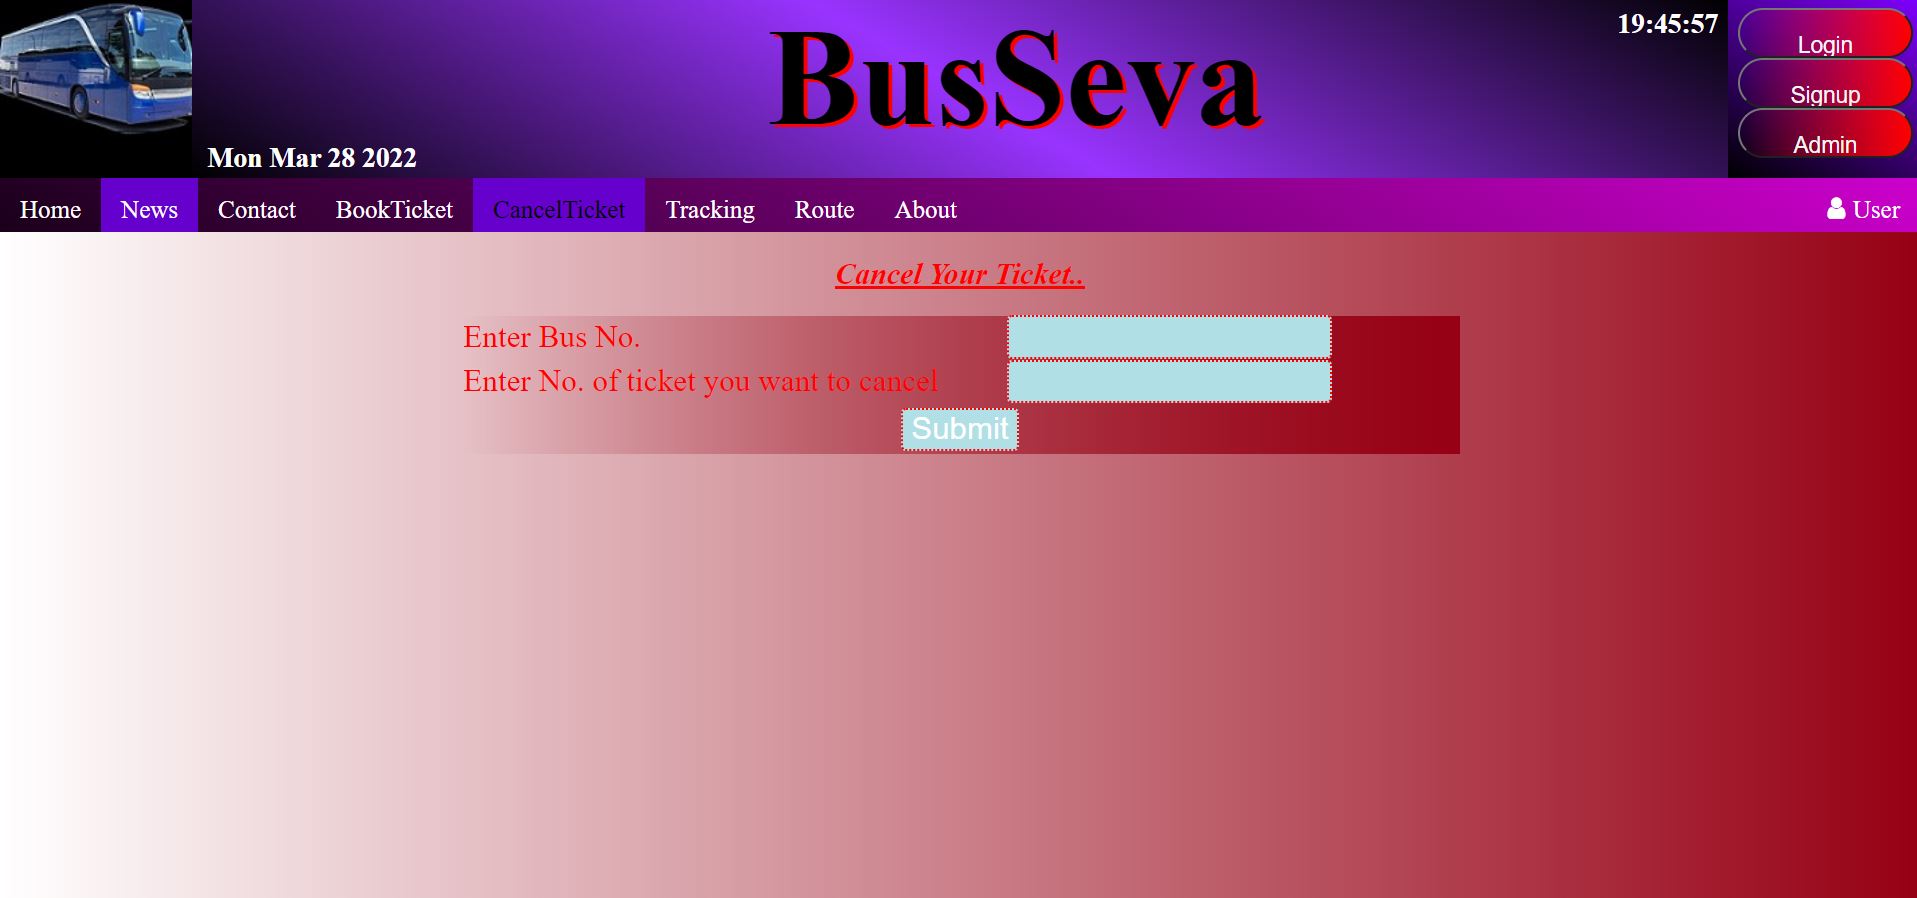 BusSeva
19:45:57
Mon Mar 28 2022
Login
Signup
Admin
Home News Contact BookTicket CancelTicket Tracking Route About User
Cancel Your Ticket..
Enter Bus No.
Enter No. of ticket you want to cancel
Submit